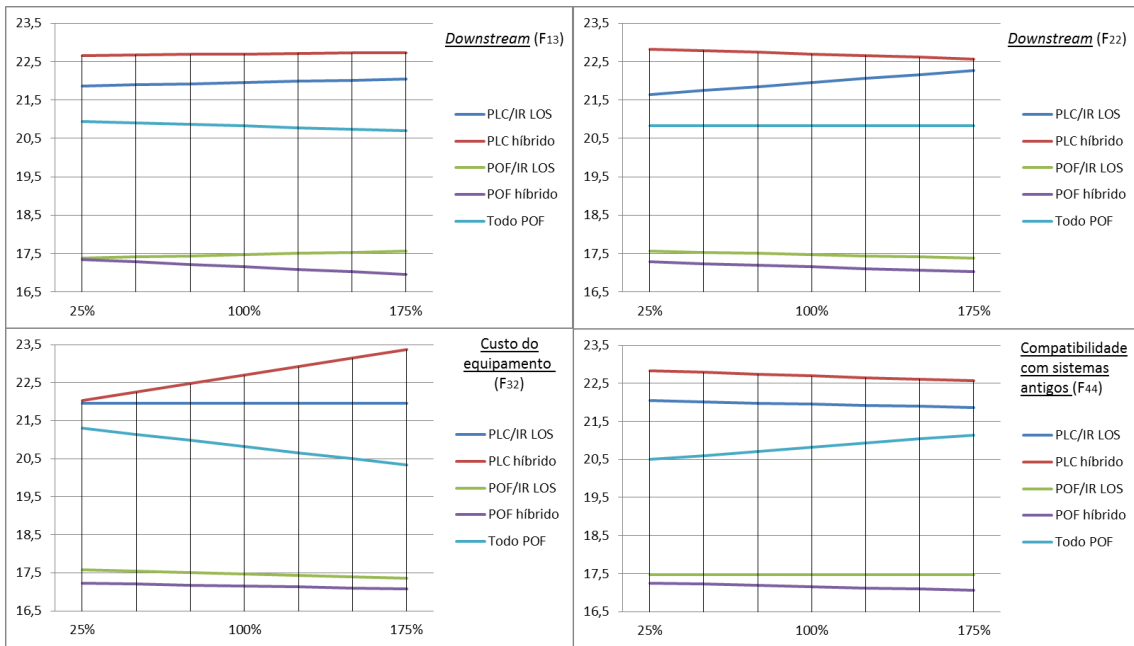 23,5
22,5
21,5
20,5
19,5
18,5
17,5
16,5
25%
100%
175%
Downstream (F13)
PLC/IR LOS
PLC híbrido
POF/IR LOS
POF híbrido
Todo POF
23,5
22,5
21,5
20,5
19,5
18,5
17,5
16,5
25%
100%
175%
Downstream (F22)
PLC/IR LOS
PLC híbrido
POF/IR LOS
POF híbrido
Todo POF
23,5
22,5
21,5
20,5
19,5
18,5
17,5
16,5
25%
100%
175%
Custo do
equipamento
(F32)
PLC/IR LOS
PLC híbrido
POF/IR LOS
POF híbrido
Todo POF
23,5
22,5
21,5
20,5
19,5
18,5
17,5
16,5
25%
100%
175%
Compatibilidade
com sistemas
antigos (F44)
PLC/IR LOS
PLC híbrido
POF/IR LOS
POF híbrido
Todo POF